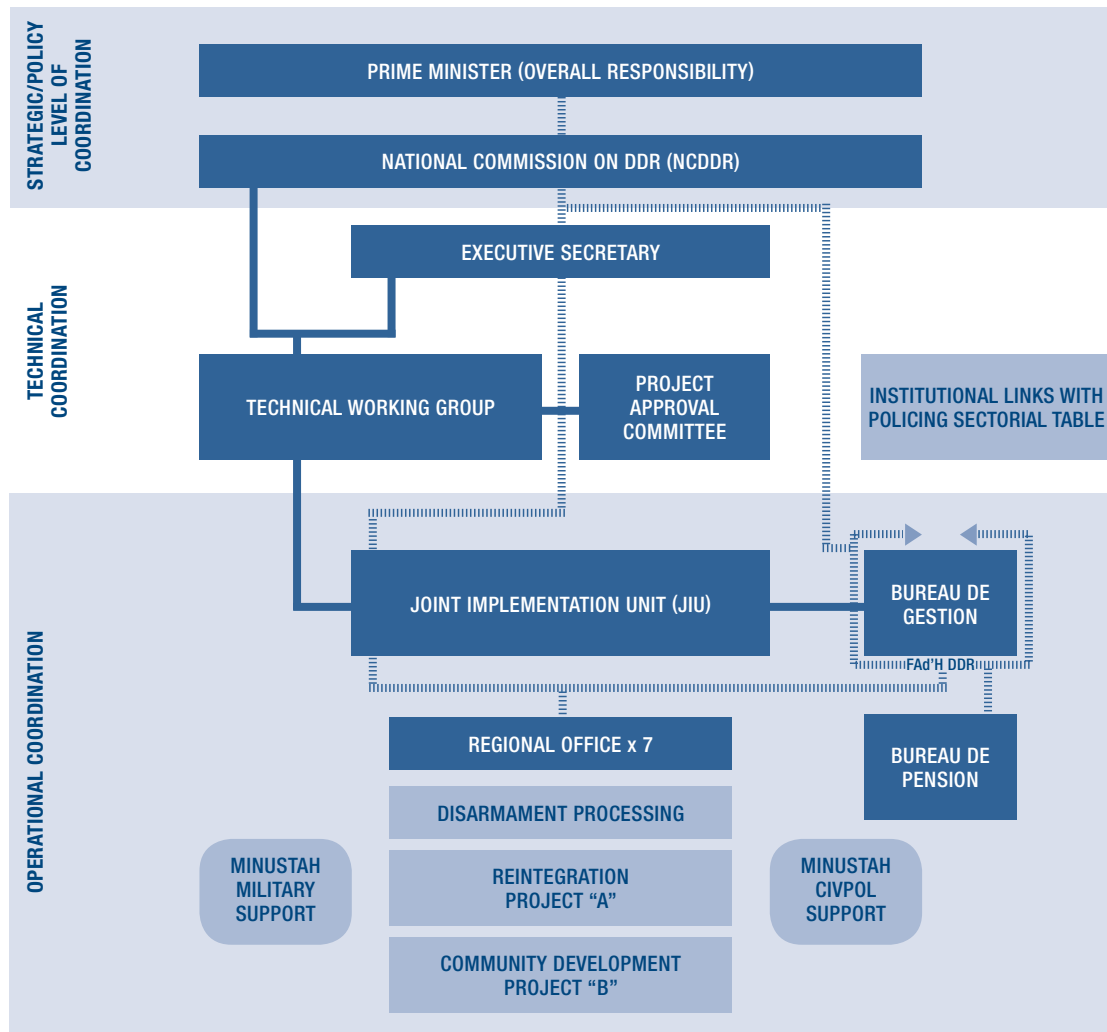 STRATEGIC/POLICY
LEVEL OF
COORDINATION
PRIME MINISTER (OVERALL RESPONSIBILITY)
NATIONAL COMMISSION ON DDR (NCDDR)
TECHNICAL
COORDINATION
EXECUTIVE SECRETARY
TECHNICAL WORKING GROUP
PROJECT
APPROVAL
COMMITTEE
INSTITUTIONAL LINKS WITH
POLICING SECTORIAL TABLE
OPERATIONAL COORDINATION
JOINT IMPLEMENTATION UNIT (JIU)
BUREAU DE
GESTION
FAd'H DDR
REGIONAL OFFICE x 7
BUREAU DE
PENSION
DISARMAMENT PROCESSING
MINUSTAH
MILITARY
SUPPORT
REINTEGRATION
PROJECT “A”
MINUSTAH
CIVPOL
SUPPORT
COMMUNITY DEVELOPMENT
PROJECT “B”